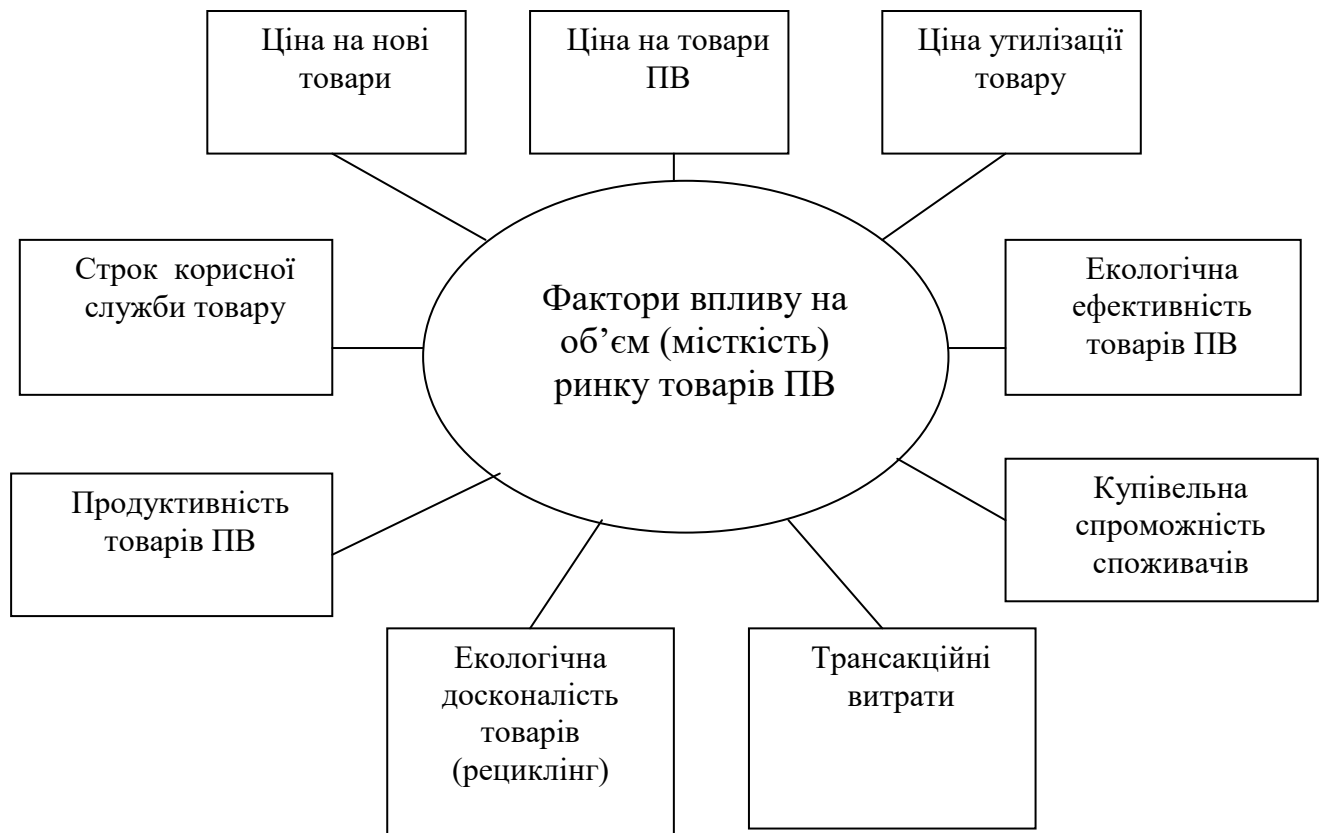 Ціна на нові
товари
Ціна на товари
ПВ
Ціна утилізації
товару
Строк корисної
служби товару
Фактори впливу на
об’єм (місткість)
ринку товарів ПВ
Екологічна
ефективність
товарів ПВ
Продуктивність
товарів ПВ
Купівельна
спроможність
споживачів
Екологічна
досконалість
товарів
(рециклінг)
Трансакційні
витрати